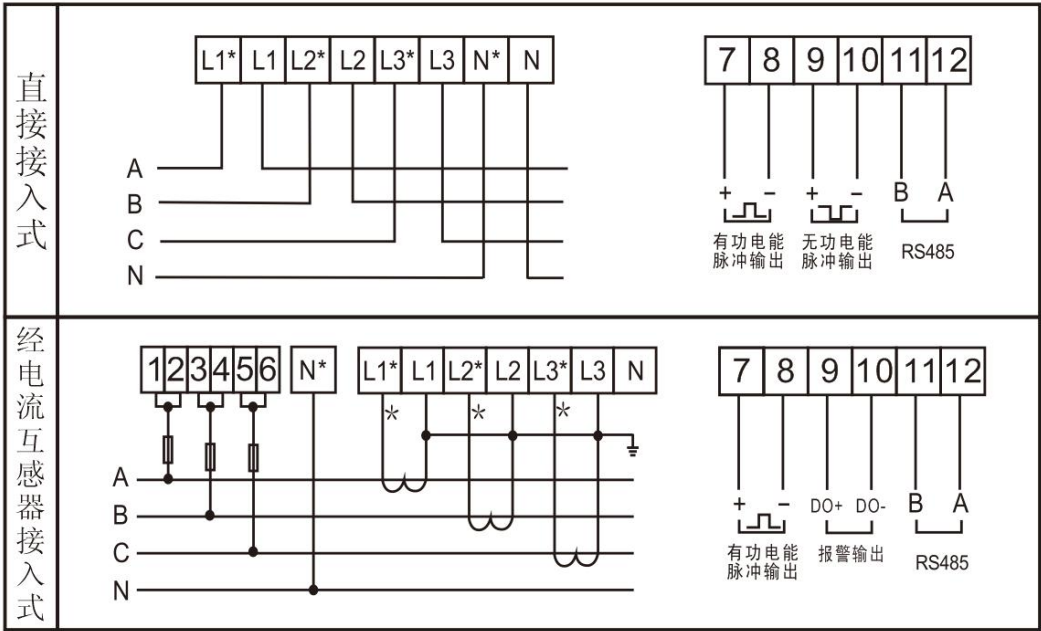 直接接入式
L1* L1 L2* L2 L3* L3 N* N
A
B
C
N
7 8 9 10 11 12
+ - + - B A
有功电能 无功电能
脉冲输出 脉冲输出
RS485
经电流互感器接入式
1 2 3 4 5 6 N* L1* L1 L2* L2 L3* L3 N
* * *
A
B
C
N
7 8 9 10 11 12
+ - DO+ DO- B A
有功电能 报警输出 RS485
脉冲输出